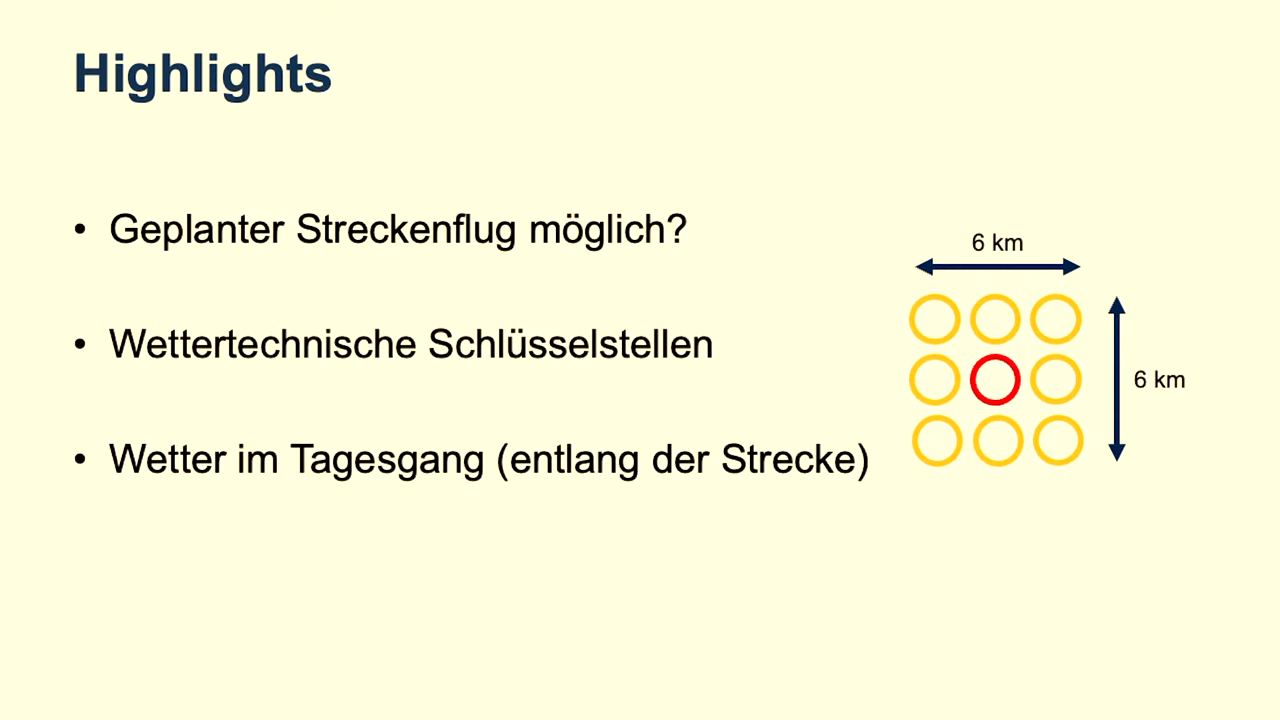 Highlights
• Geplanter Streckenflug möglich?
• Wettertechnische Schlüsselstellen
• Wetter im Tagesgang (entlang der Strecke)
6 km
6 km